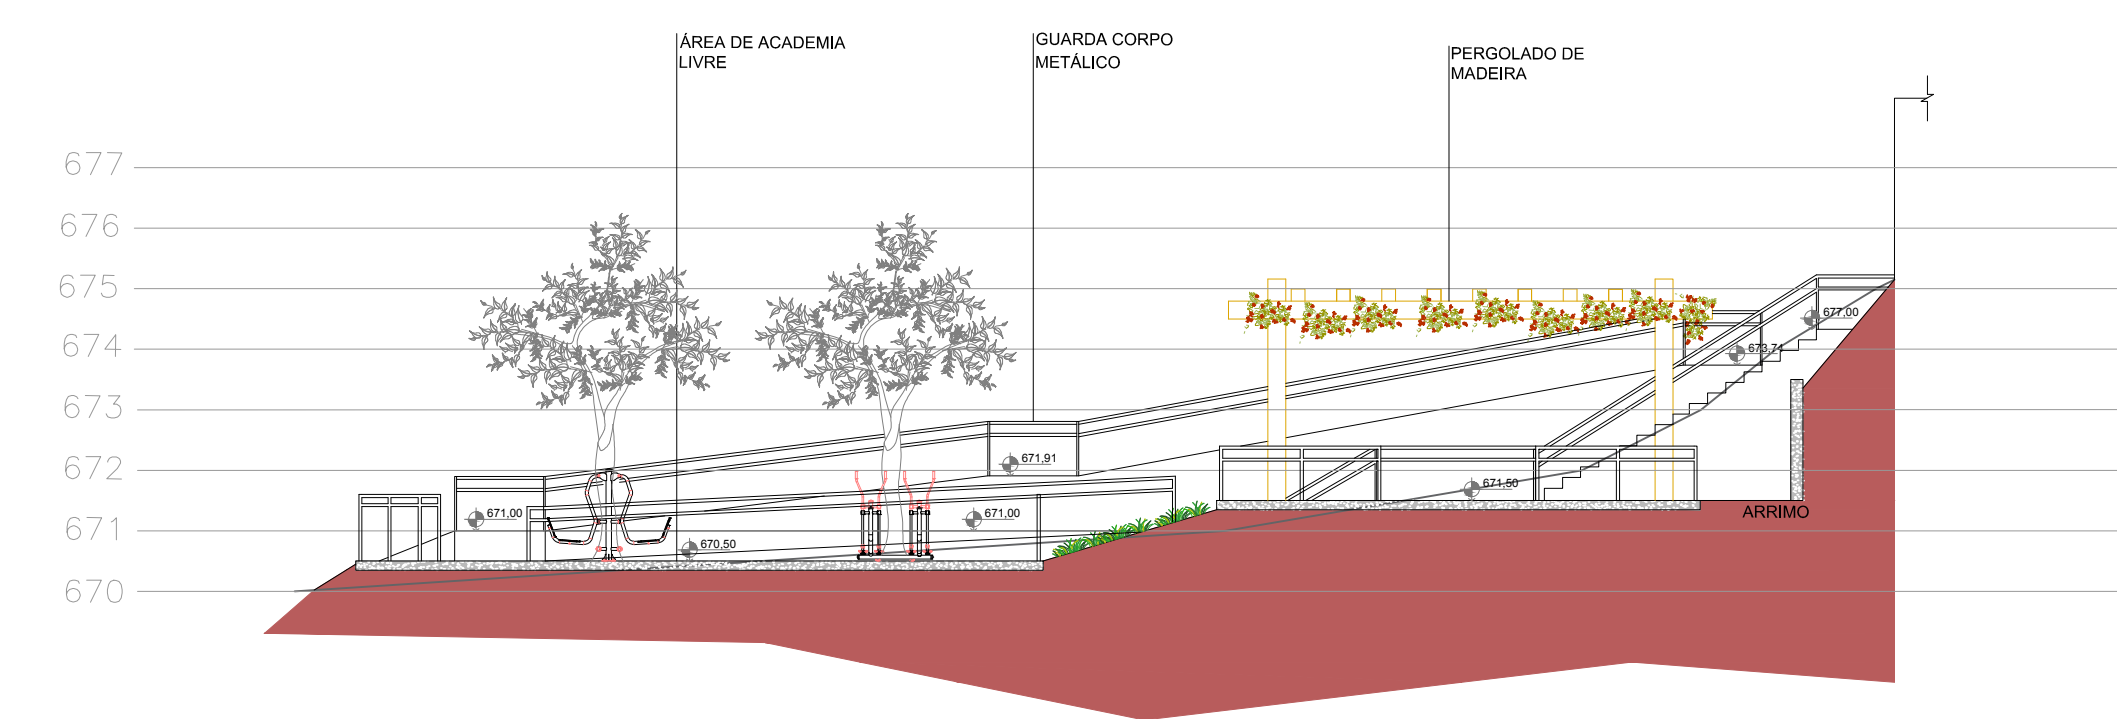 ÁREA DE ACADEMIA
LIVRE
GUARDA CORPO
METÁLICO
PERGOLADO DE
MADEIRA
677
676
675
674
673
672
671
670
677,00
673,71
671,91
671,50
671,00
671,00
670,50
ARRIMO